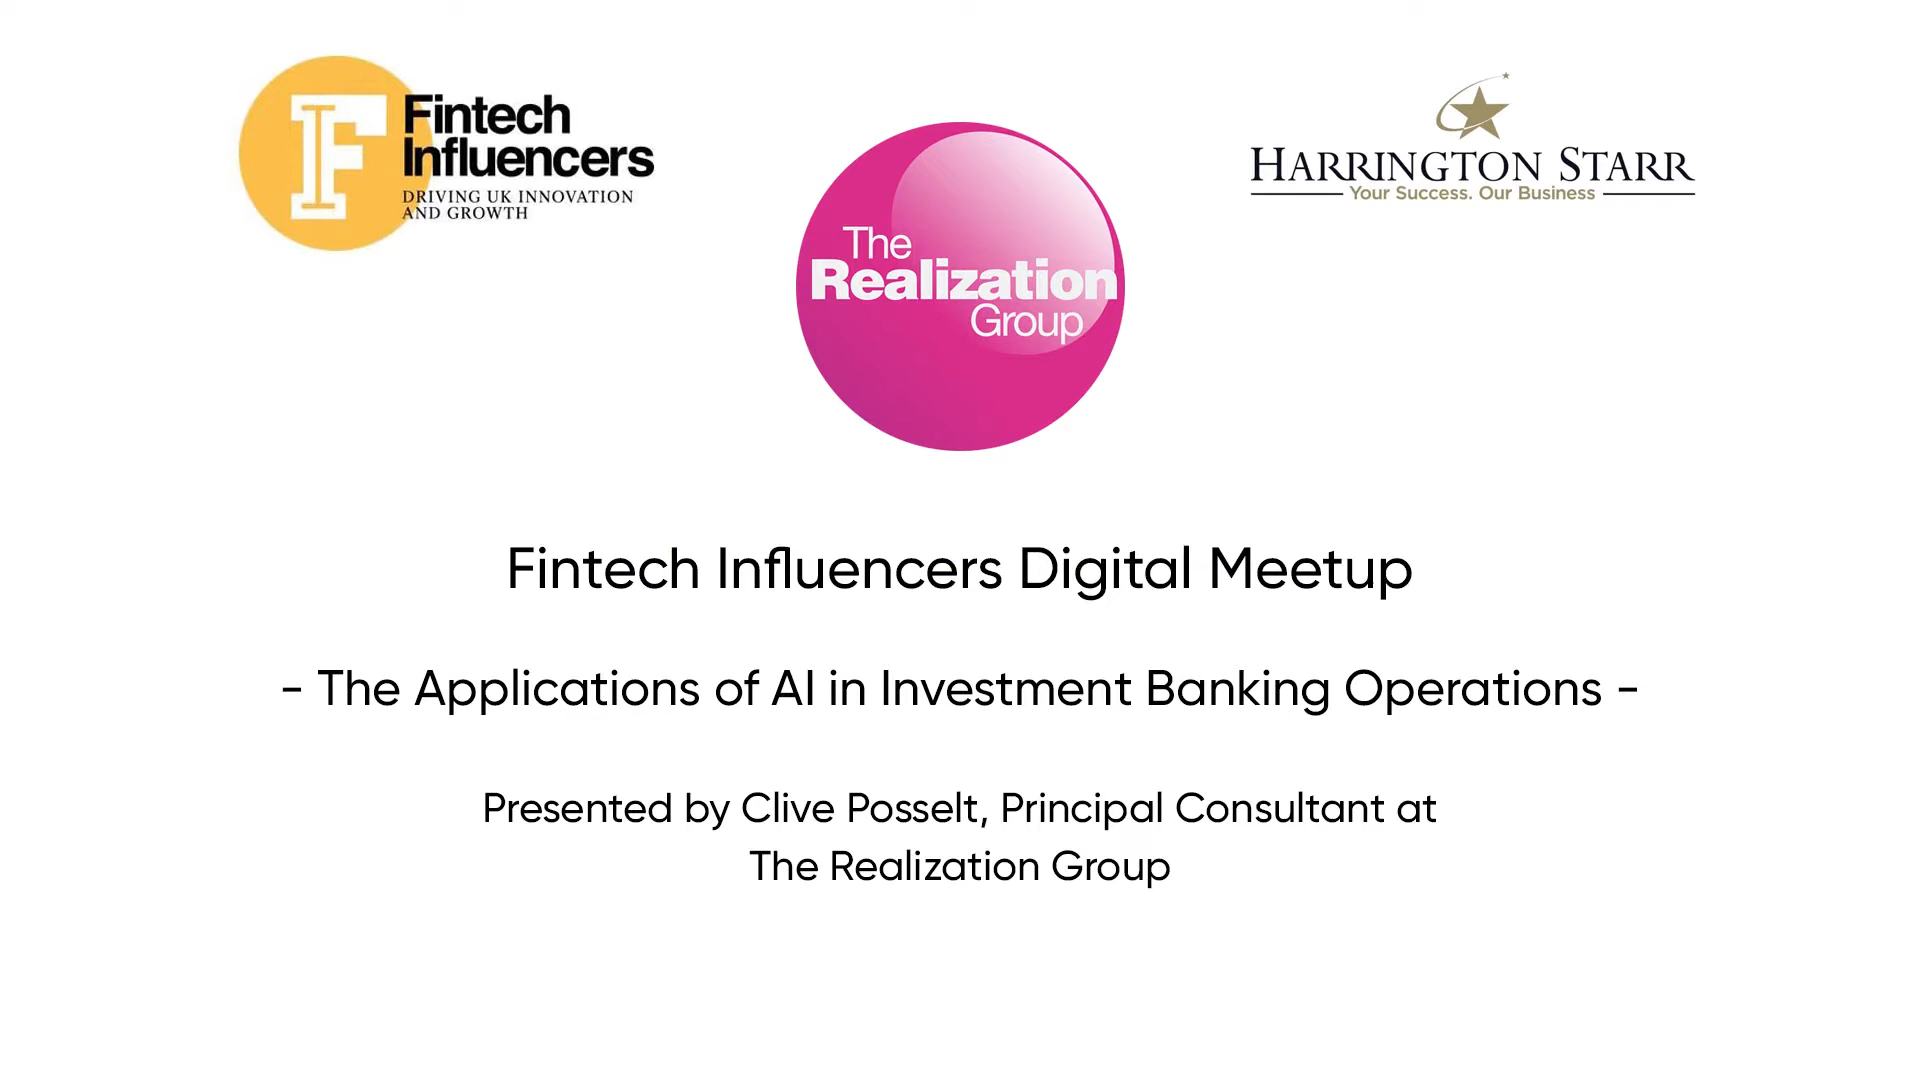 Fintech
Influencers
DRIVING UK INNOVATION
AND GROWTH
The
Realization
Group
HARRINGTON STARR
Your Success. Our Business
Fintech Influencers Digital Meetup
- The Applications of AI in Investment Banking Operations -
Presented by Clive Posselt, Principal Consultant at
The Realization Group